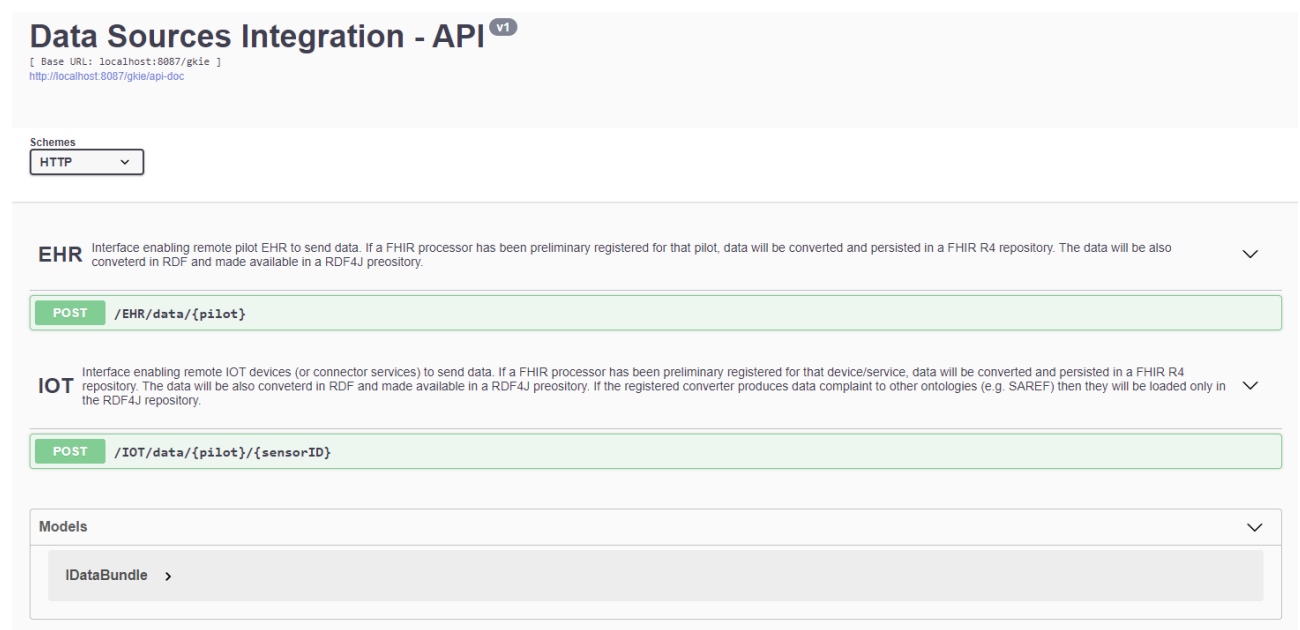 Data Sources Integration - API v1
[ Base URL: localhost:8087/gkie ]
http://localhost:8087/gkie/api-doc
Schemes
HTTP
EHR Interface enabling remote pilot EHR to send data. If a FHIR processor has been preliminary registered for that pilot, data will be converted and persisted in a FHIR R4 repository. The data will be also
conveterd in RDF and made available in a RDF4J preository.
POST /EHR/data/{pilot}
IOT Interface enabling remote IOT devices (or connector services) to send data. If a FHIR processor has been preliminary registered for that device/service, data will be converted and persisted in a FHIR R4
repository. The data will be also conveterd in RDF and made available in a RDF4J preository. If the registered converter produces data complaint to other ontologies (e.g. SAREF) then they will be loaded only in
the RDF4J repository.
POST /IOT/data/{pilot}/{sensorID}
Models
IDataBundle